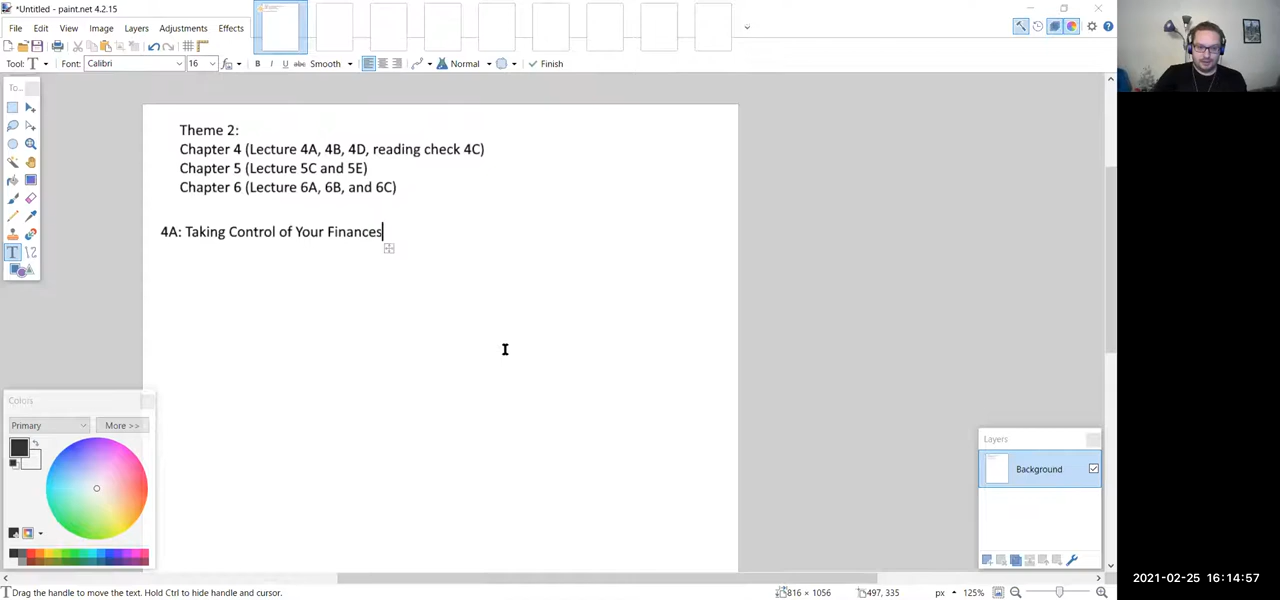 *Untitled - paint.net 4.2.15
File Edit View Image Layers Adjustments Effects
Tool: T Font: Calibri 16 fx B I U abc Smooth Normal Finish
To...
Theme 2:
Chapter 4 (Lecture 4A, 4B, 4D, reading check 4C)
Chapter 5 (Lecture 5C and 5E)
Chapter 6 (Lecture 6A, 6B, and 6C)
4A: Taking Control of Your Finances
Colors
Primary More >>
Layers
Background
Drag the handle to move the text. Hold Ctrl to hide handle and cursor.
816 × 1056 497, 335 px 125%
2021-02-25 16:14:57